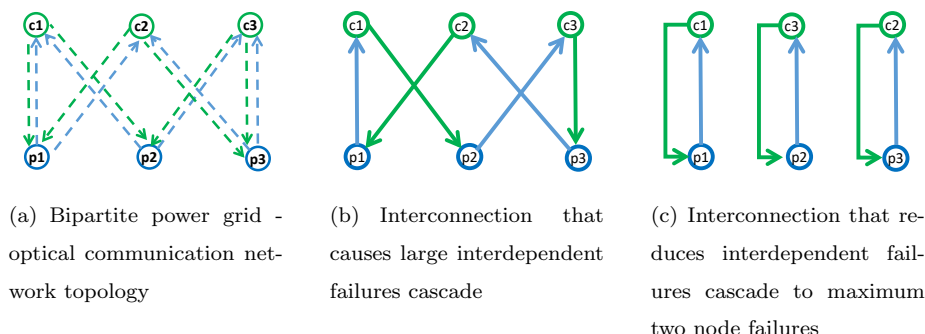 c1 c2 c3
p1 p2 p3
c1 c2 c3
p1 p2 p3
c1 c3 c2
p1 p2 p3
(a) Bipartite power grid -
optical communication net-
work topology
(b) Interconnection that
causes large interdependent
failures cascade
(c) Interconnection that re-
duces interdependent fail-
ures cascade to maximum
two node failures